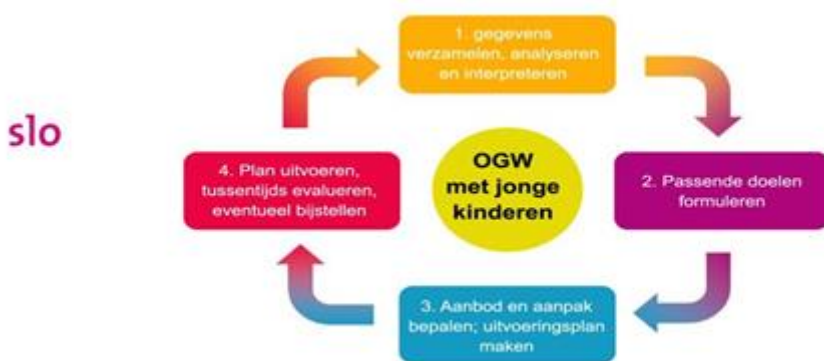 slo
1. gegevens
verzamelen, analyseren
en interpreteren
4. Plan uitvoeren,
tussentijds evalueren,
eventueel bijstellen
OGW
met jonge
kinderen
2. Passende doelen
formuleren
3. Aanbod en aanpak
bepalen; uitvoeringsplan
maken